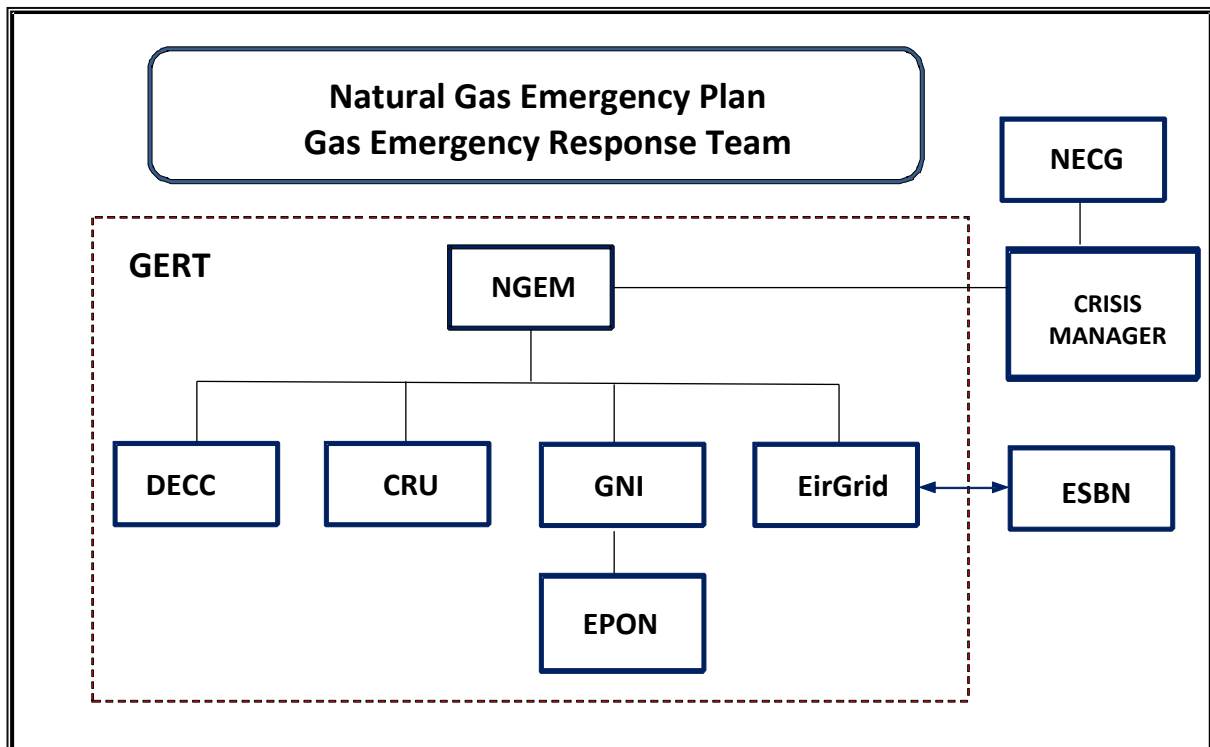 Natural Gas Emergency Plan
Gas Emergency Response Team
NECG
GERT
NGEM
CRISIS
MANAGER
DECC
CRU
GNI
EirGrid
ESBN
EPON